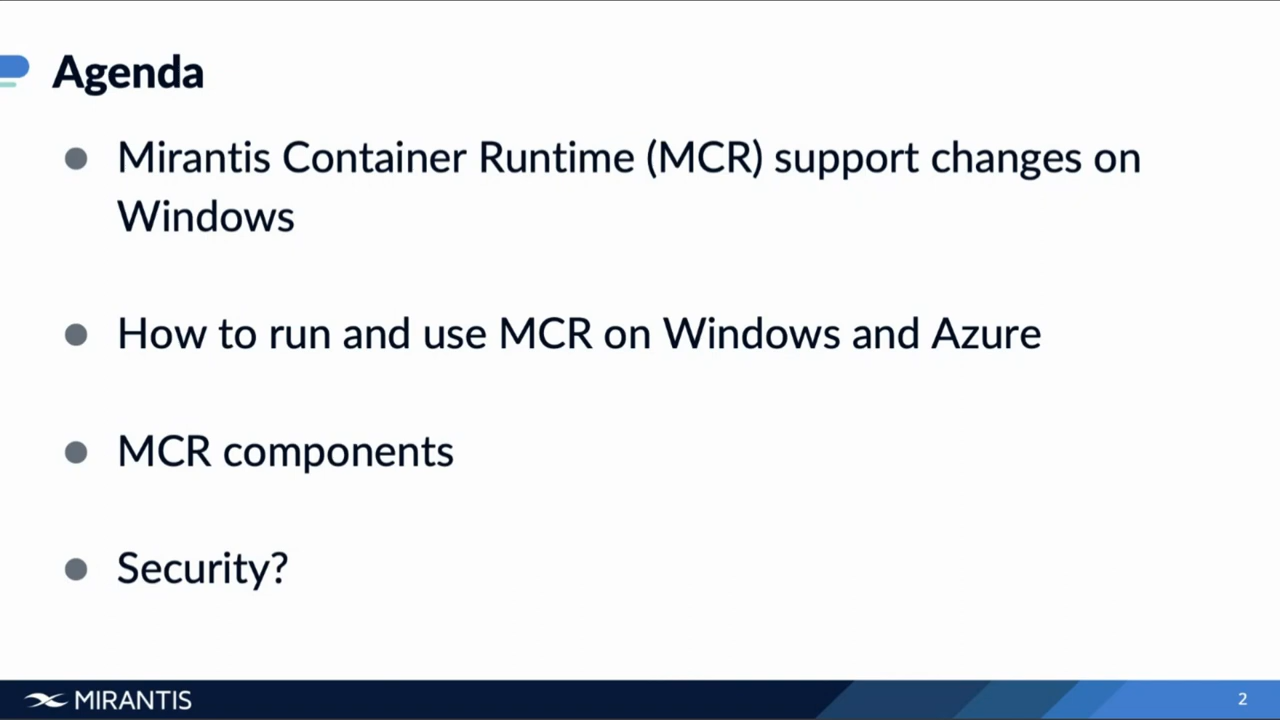 Agenda
● Mirantis Container Runtime (MCR) support changes on
Windows
● How to run and use MCR on Windows and Azure
● MCR components
● Security?
MIRANTIS
2